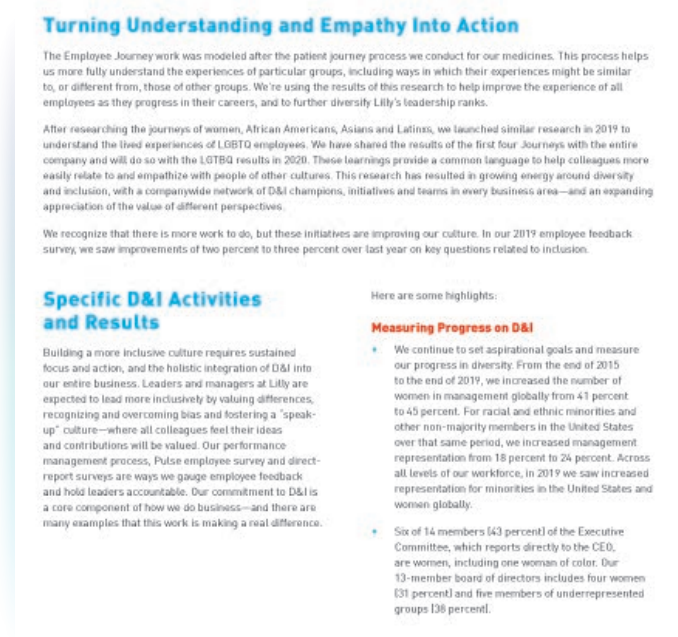 Turning Understanding and Empathy Into Action
The Employee Journey work was modeled after the patient journey process we conduct for our medicines. This process helps
us more fully understand the experiences of particular groups, including ways in which their experiences might be similar
to, or different from, those of other groups. We're using the results of this research to help improve the experience of all
employees as they progress in their careers, and to further diversify Lilly's leadership ranks.
After researching the journeys of women, African Americans, Asians and Latinxs, we launched similar research in 2019 to
understand the lived experiences of LGBTQ employees. We have shared the results of the first four Journeys with the entire
company and will do so with the LGTBQ results in 2020. These learnings provide a common language to help colleagues more
easily relate to and empathize with people of other cultures. This research has resulted in growing energy around diversity
and inclusion, with a companywide network of D&I champions, initiatives and teams in every business area—and an expanding
appreciation of the value of different perspectives.
We recognize that there is more work to do, but these initiatives are improving our culture. In our 2019 employee feedback
survey, we saw improvements of two percent to three percent over last year on key questions related to inclusion.
Specific D&I Activities
and Results
Building a more inclusive culture requires sustained
focus and action, and the holistic integration of D&I into
our entire business. Leaders and managers at Lilly are
expected to lead more inclusively by valuing differences,
recognizing and overcoming bias and fostering a "speak-
up" culture—where all colleagues feel their ideas
and contributions will be valued. Our performance
management process, Pulse employee survey and direct-
report surveys are ways we gauge employee feedback
and hold leaders accountable. Our commitment to D&I is
a core component of how we do business—and there are
many examples that this work is making a real difference.
Here are some highlights:
Measuring Progress on D&I
• We continue to set aspirational goals and measure
our progress in diversity. From the end of 2015
to the end of 2019, we increased the number of
women in management globally from 41 percent
to 45 percent. For racial and ethnic minorities and
other non-majority members in the United States
over that same period, we increased management
representation from 18 percent to 24 percent. Across
all levels of our workforce, in 2019 we saw increased
representation for minorities in the United States and
women globally.
• Six of 14 members (43 percent) of the Executive
Committee, which reports directly to the CEO,
are women, including one woman of color. Our
13-member board of directors includes four women
(31 percent) and five members of underrepresented
groups (38 percent).